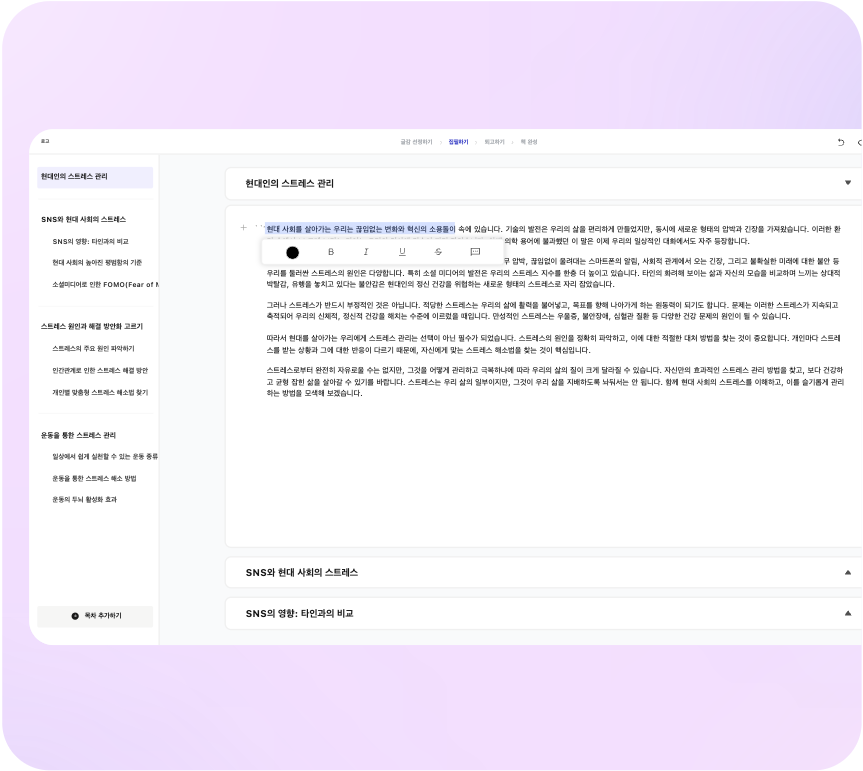 로고
글감 선정하기
집필하기
퇴고하기
책 완성
현대인의 스트레스 관리
SNS와 현대 사회의 스트레스
SNS의 영향: 타인과의 비교
현대 사회의 높아진 평범함의 기준
소셜미디어로 인한 FOMO(Fear of M
스트레스 원인과 해결 방안화 고르기
스트레스의 주요 원인 파악하기
인간관계로 인한 스트레스 해결 방안
개인별 맞춤형 스트레스 해소법 찾기
운동을 통한 스트레스 관리
일상에서 쉽게 실천할 수 있는 운동 종류
운동을 통한 스트레스 해소 방법
운동의 두뇌 활성화 효과
목차 추가하기
현대인의 스트레스 관리
현대 사회를 살아가는 우리는 끊임없는 변화와 혁신의 소용돌이 속에 있습니다. 기술의 발전은 우리의 삶을 편리하게 만들었지만, 동시에 새로운 형태의 압박과 긴장을 가져왔습니다. 이러한 환
의학 용어에 불과했던 이 말은 이제 우리의 일상적인 대화에서도 자주 등장합니다.
B I U S
압박, 끊임없이 울려대는 스마트폰의 알림, 사회적 관계에서 오는 긴장, 그리고 불확실한 미래에 대한 불안 등
우리를 둘러싼 스트레스의 원인은 다양합니다. 특히 소셜 미디어의 발전은 우리의 스트레스 지수를 한층 더 높이고 있습니다. 타인의 화려해 보이는 삶과 자신의 모습을 비교하며 느끼는 상대적
박탈감, 유행을 놓치고 있다는 불안감은 현대인의 정신 건강을 위협하는 새로운 형태의 스트레스로 자리 잡았습니다.
그러나 스트레스가 반드시 부정적인 것은 아닙니다. 적당한 스트레스는 우리의 삶에 활력을 불어넣고, 목표를 향해 나아가게 하는 원동력이 되기도 합니다. 문제는 이러한 스트레스가 지속되고
축적되어 우리의 신체적, 정신적 건강을 해치는 수준에 이르렀을 때입니다. 만성적인 스트레스는 우울증, 불안장애, 심혈관 질환 등 다양한 건강 문제의 원인이 될 수 있습니다.
따라서 현대를 살아가는 우리에게 스트레스 관리는 선택이 아닌 필수가 되었습니다. 스트레스의 원인을 정확히 파악하고, 이에 대한 적절한 대처 방법을 찾는 것이 중요합니다. 개인마다 스트레
스를 받는 상황과 그에 대한 반응이 다르기 때문에, 자신에게 맞는 스트레스 해소법을 찾는 것이 핵심입니다.
스트레스로부터 완전히 자유로울 수는 없지만, 그것을 어떻게 관리하고 극복하냐에 따라 우리의 삶의 질이 크게 달라질 수 있습니다. 자신만의 효과적인 스트레스 관리 방법을 찾고, 보다 건강하
고 균형 잡힌 삶을 살아갈 수 있기를 바랍니다. 스트레스는 우리 삶의 일부이지만, 그것이 우리 삶을 지배하도록 놔둬서는 안 됩니다. 함께 현대 사회의 스트레스를 이해하고, 이를 슬기롭게 관리
하는 방법을 모색해 보겠습니다.
SNS와 현대 사회의 스트레스
SNS의 영향: 타인과의 비교